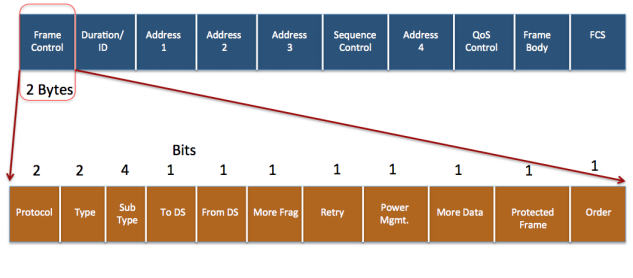 Frame Control
Duration/ ID
Address 1
Address 2
Address 3
Sequence Control
Address 4
QoS Control
Frame Body
FCS
2 Bytes
Bits
2 2 4 1 1 1 1 1 1 1 1
Protocol
Type
Sub Type
To DS
From DS
More Frag
Retry
Power Mgmt.
More Data
Protected Frame
Order